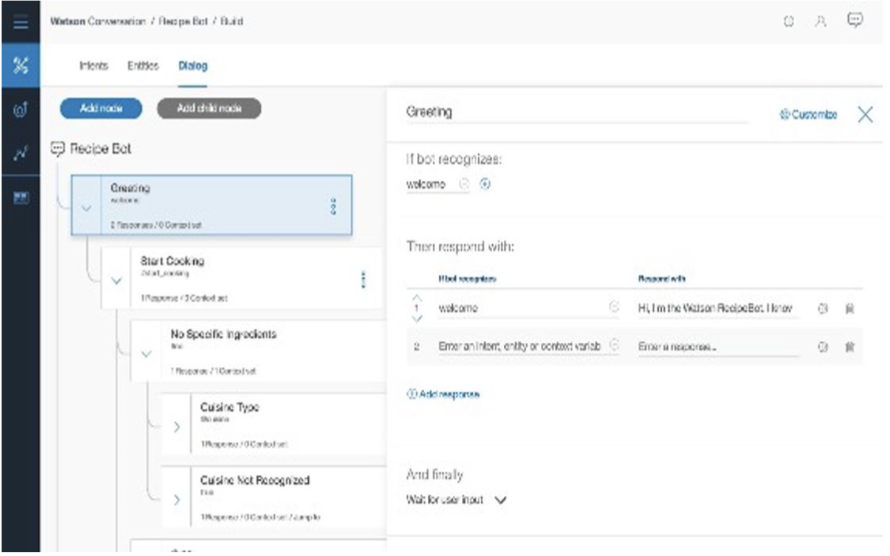 Watson Conversation / Recipe Bot / Build
Intents Entities Dialog
Add node Add child node
Recipe Bot
Greeting
welcome
2 Responses / 0 Context set
Start Cooking
#start_cooking
1 Response / 3 Context set
No Specific Ingredients
true
1 Response / 1 Context set
Cuisine Type
1 Response / 0 Context set
Cuisine Not Recognized
true
1 Response / 0 Context set / Jump to
Greeting
Customize
If bot recognizes:
welcome
Then respond with:
If bot recognizes Respond with
1 welcome Hi, I'm the Watson RecipeBot. I know
2 Enter an intent, entity or context variab Enter a response...
Add response
And finally
Wait for user input